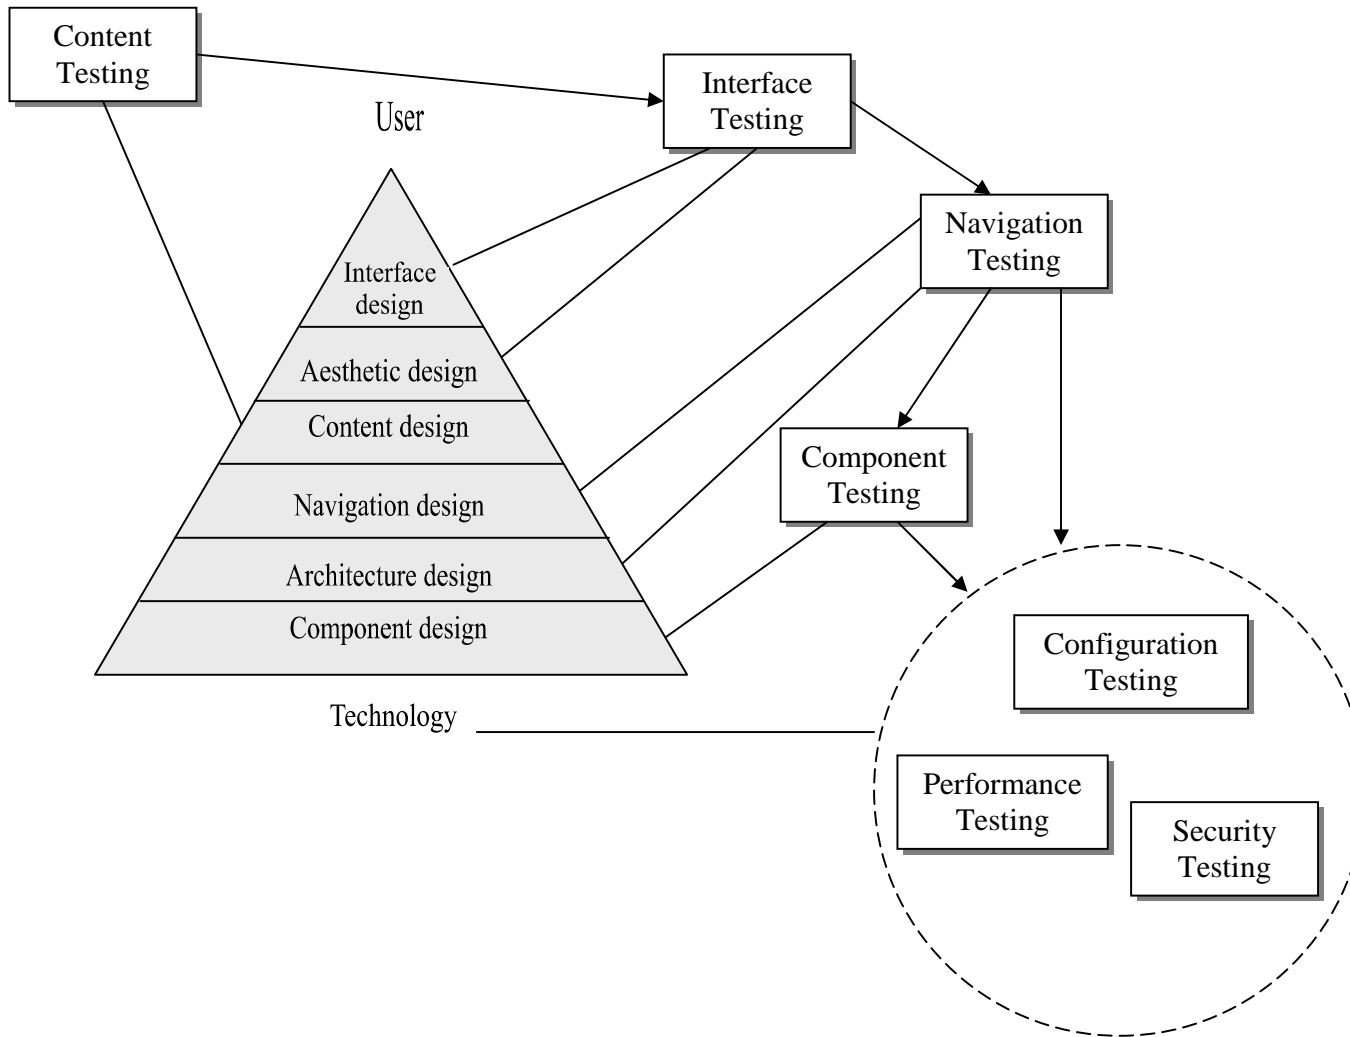 Content
Testing
Interface
Testing
User
Navigation
Testing
Interface
design
Aesthetic design
Content design
Component
Testing
Navigation design
Architecture design
Component design
Configuration
Testing
Technology
Performance
Testing
Security
Testing